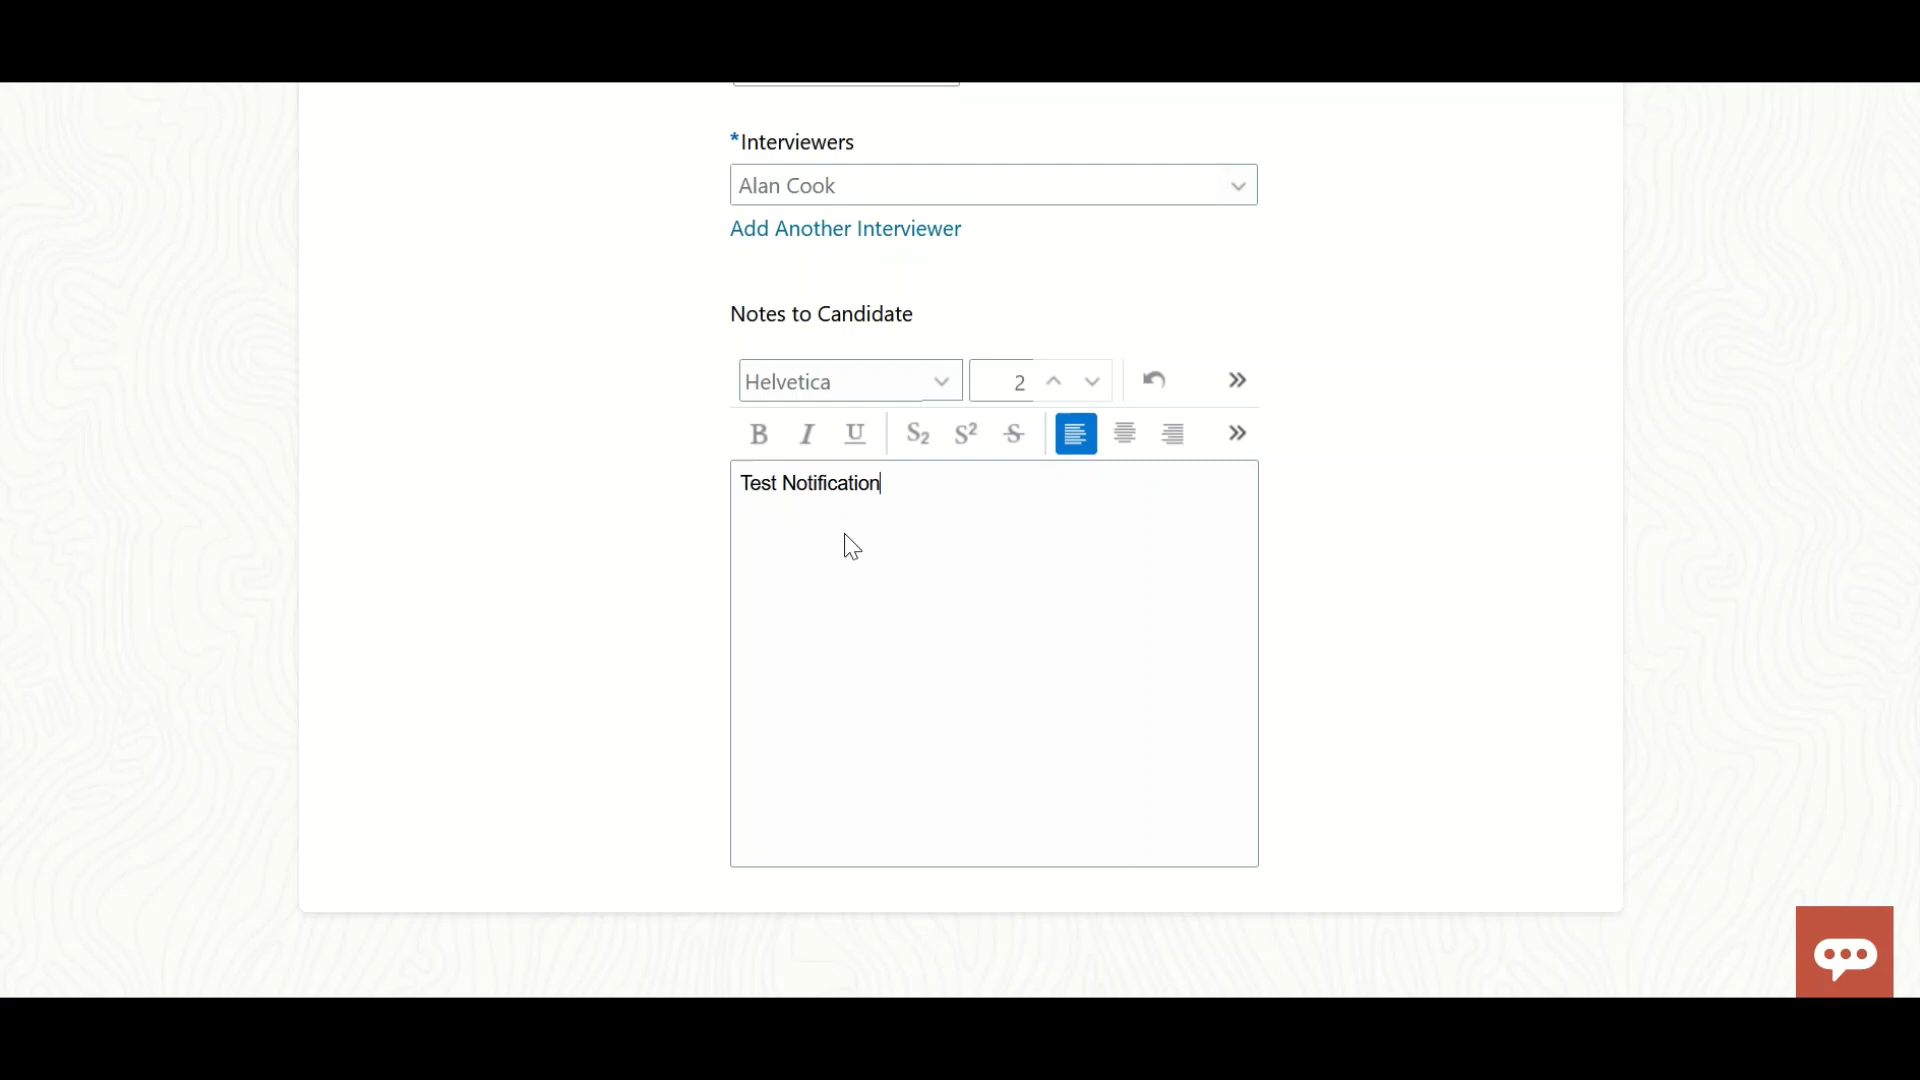 *Interviewers
Alan Cook
Add Another Interviewer
Notes to Candidate
Helvetica 2
B I U S2 S2 S
Test Notification